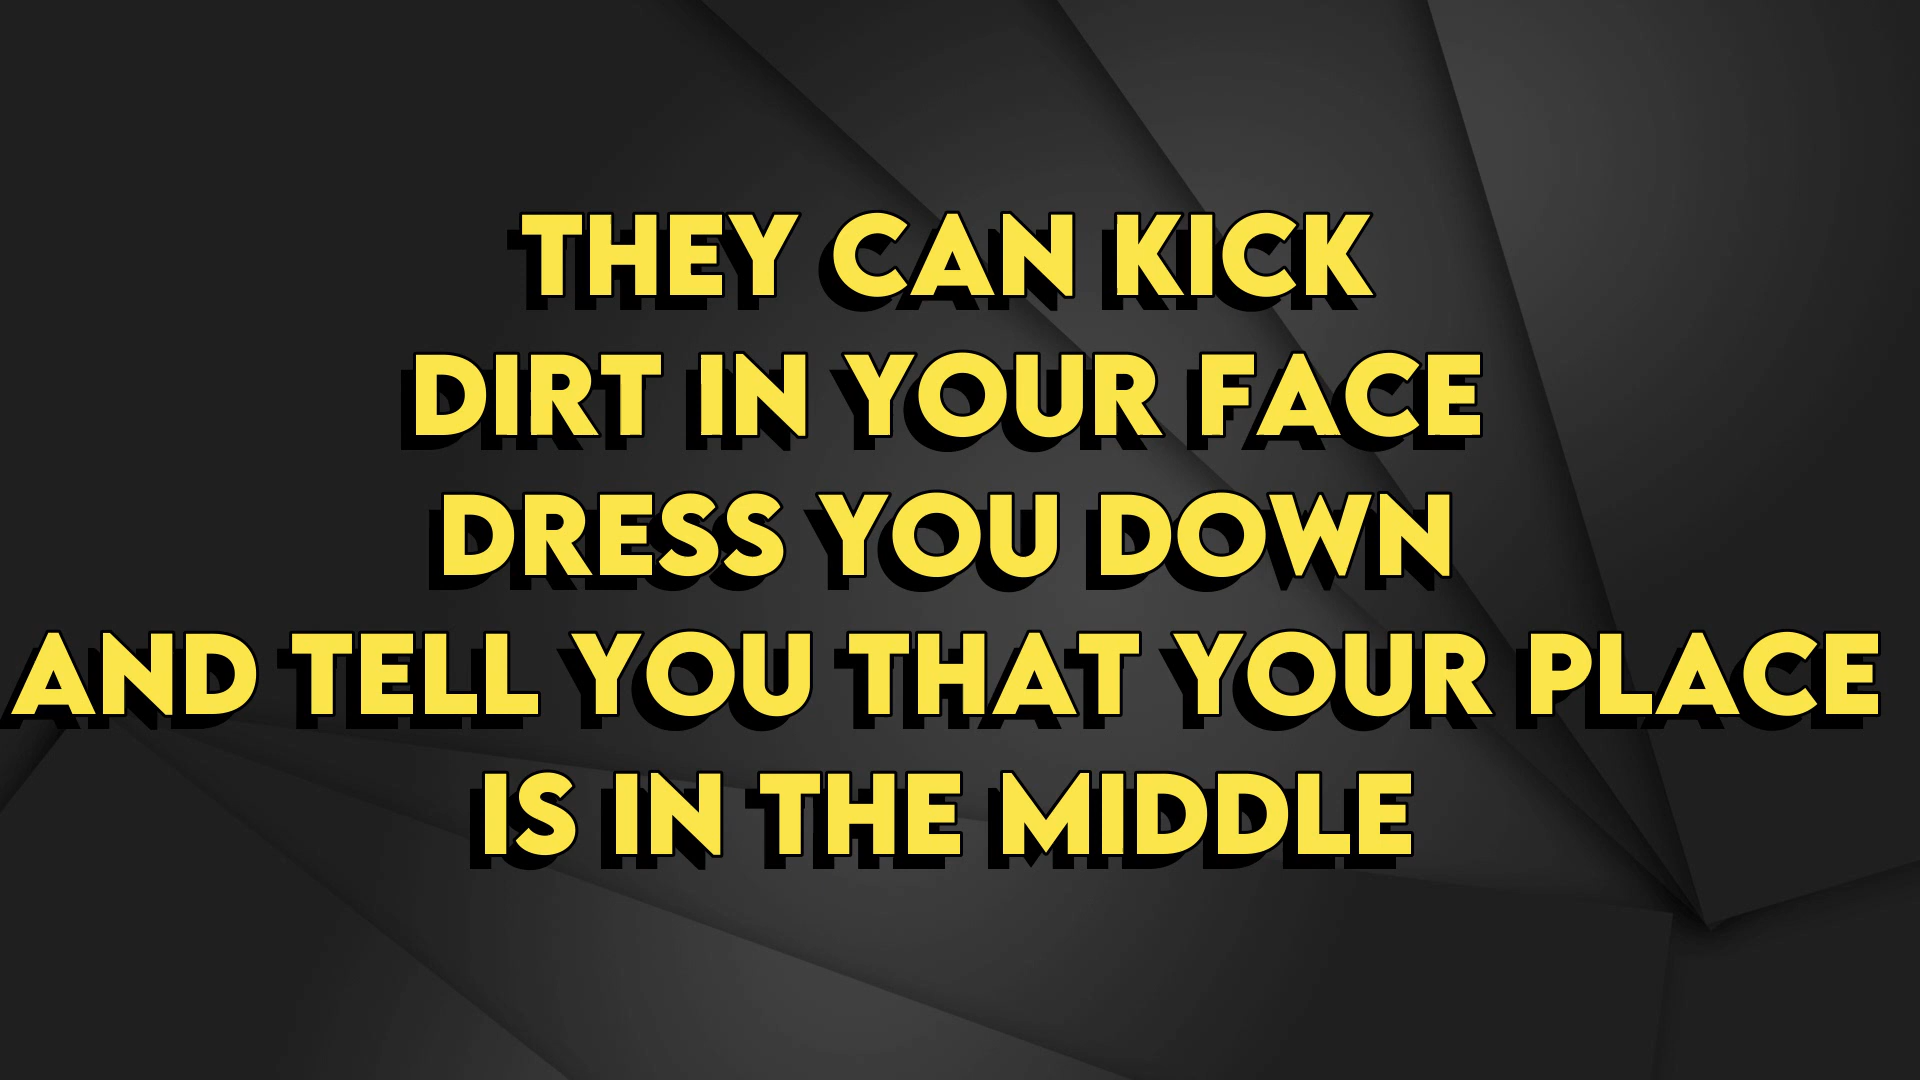 THEY CAN KICK
DIRT IN YOUR FACE
DRESS YOU DOWN
AND TELL YOU THAT YOUR PLACE
IS IN THE MIDDLE